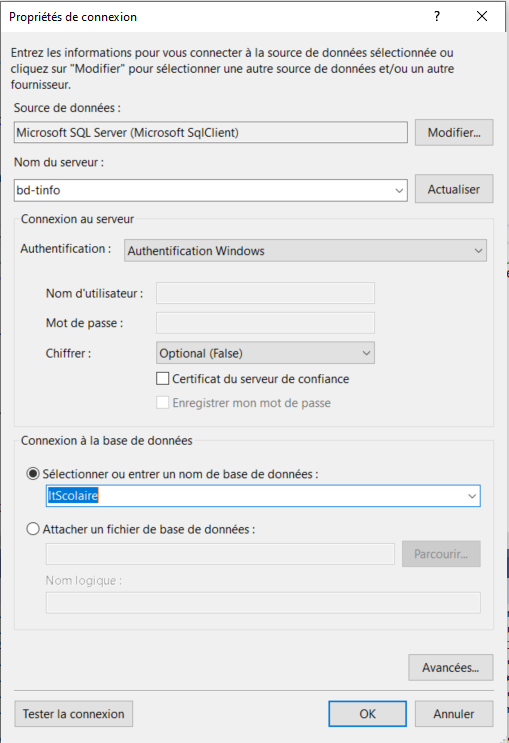 Propriétés de connexion
Entrez les informations pour vous connecter à la source de données sélectionnée ou
cliquez sur "Modifier" pour sélectionner une autre source de données et/ou un autre
fournisseur.
Source de données :
Microsoft SQL Server (Microsoft SqlClient)
Modifier...
Nom du serveur :
bd-tinfo
Actualiser
Connexion au serveur
Authentification :
Authentification Windows
Nom d'utilisateur :
Mot de passe :
Chiffrer :
Optional (False)
Certificat du serveur de confiance
Enregistrer mon mot de passe
Connexion à la base de données
Sélectionner ou entrer un nom de base de données :
ltScolaire
Attacher un fichier de base de données :
Parcourir...
Nom logique :
Avancées...
Tester la connexion
OK
Annuler